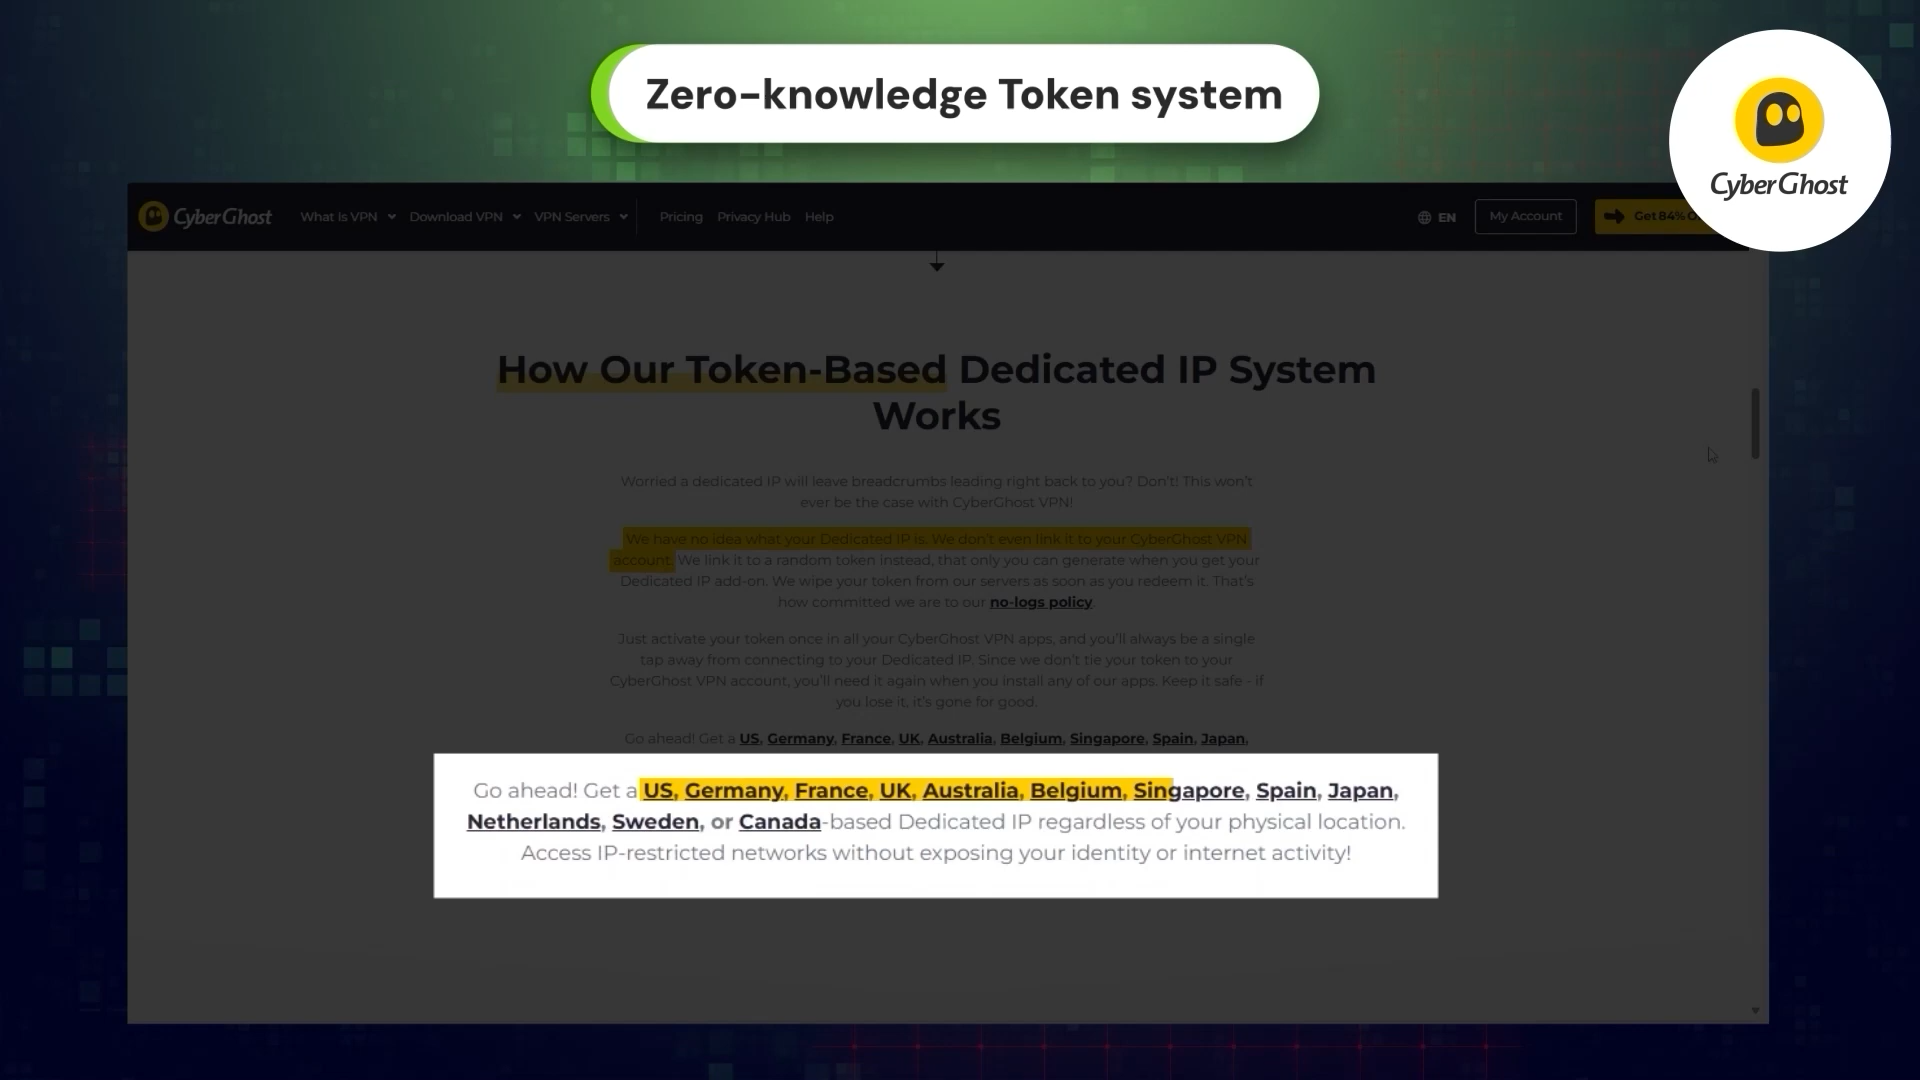 Zero-knowledge Token system
CyberGhost
CyberGhost
What is VPN
Download VPN
VPN Servers
Pricing
Privacy Hub
Help
EN
My Account
Get 84%
How Our Token-Based Dedicated IP System
Works
Worried a dedicated IP will leave breadcrumbs leading right back to you? Don't! This won't
ever be the case with CyberGhost VPN!
We have no idea what your Dedicated IP is. We don't even link it to your CyberGhost VPN
account. We link it to a random token instead, that only you can generate when you get your
Dedicated IP add-on. We wipe your token from our servers as soon as you redeem it. That's
how committed we are to our no-logs policy.
Just activate your token once in all your CyberGhost VPN apps, and you'll always be a single
tap away from connecting to your Dedicated IP. Since we don't tie your token to your
CyberGhost VPN account, you'll need it again when you install any of our apps. Keep it safe - if
you lose it, it's gone for good.
Go ahead! Get a US, Germany, France, UK, Australia, Belgium, Singapore, Spain, Japan,
Go ahead! Get a US, Germany, France, UK, Australia, Belgium, Singapore, Spain, Japan,
Netherlands, Sweden, or Canada-based Dedicated IP regardless of your physical location.
Access IP-restricted networks without exposing your identity or internet activity!